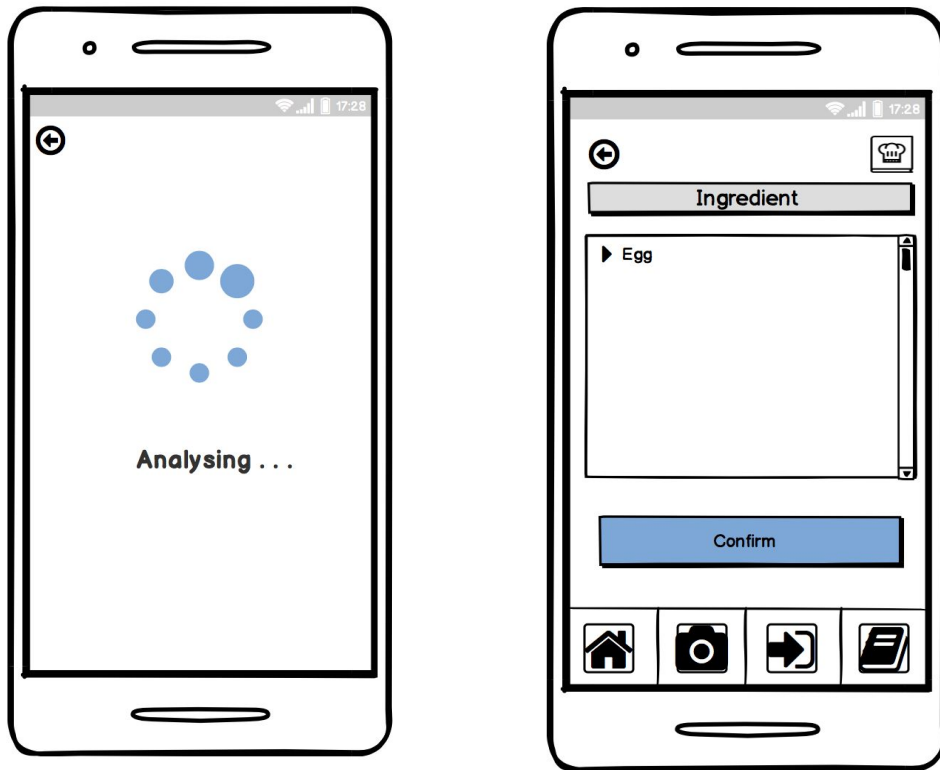 17:28
Analysing . . .
17:28
Ingredient
Egg
Confirm